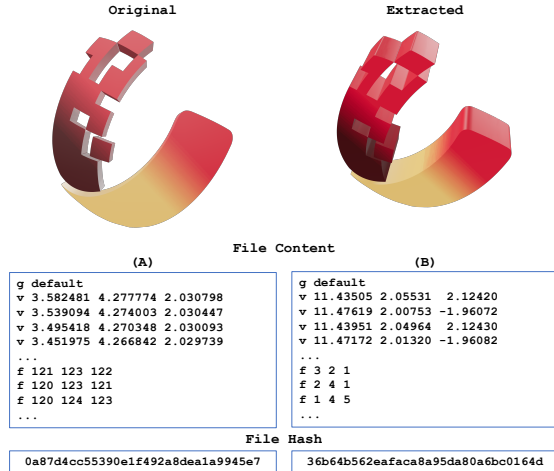 Original
Extracted
File Content
(A)
(B)
g default
v 3.582481 4.277774 2.030798
v 3.539094 4.274003 2.030447
v 3.495418 4.270348 2.030093
v 3.451975 4.266842 2.029739
...
f 121 123 122
f 120 123 121
f 120 124 123
...
g default
v 11.43505 2.05531 2.12420
v 11.47619 2.00753 -1.96072
v 11.43951 2.04964 2.12430
v 11.47172 2.01320 -1.96082
...
f 3 2 1
f 2 4 1
f 1 4 5
...
File Hash
0a87d4cc55390e1f492a8dea1a9945e7
36b64b562eafaca8a95da80a6bc0164d